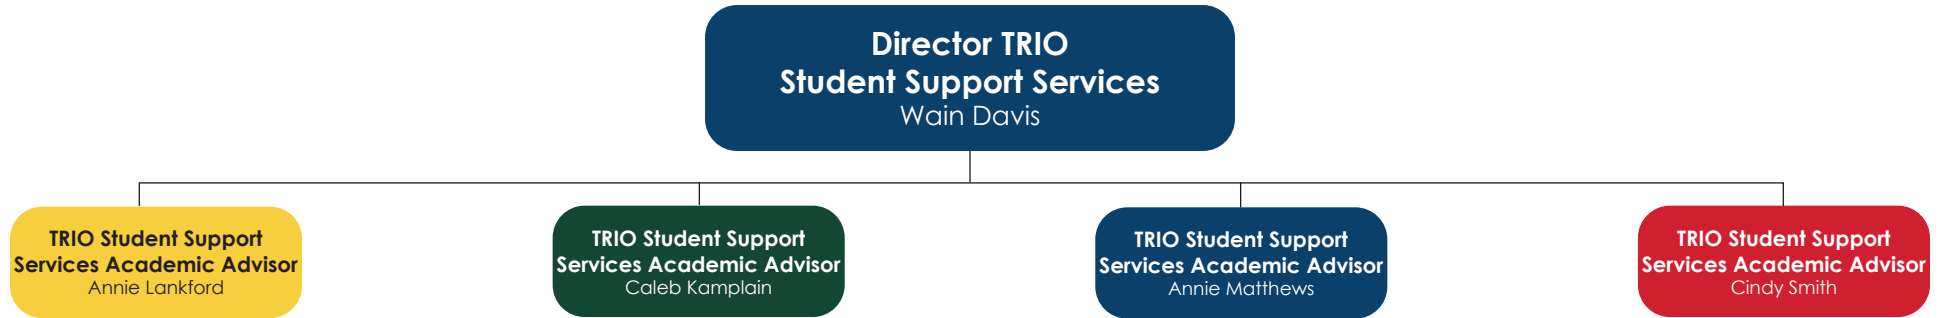 Director TRIO
Student Support Services
Wain Davis
TRIO Student Support
Services Academic Advisor
Annie Lankford
TRIO Student Support
Services Academic Advisor
Caleb Kamplain
TRIO Student Support
Services Academic Advisor
Annie Matthews
TRIO Student Support
Services Academic Advisor
Cindy Smith